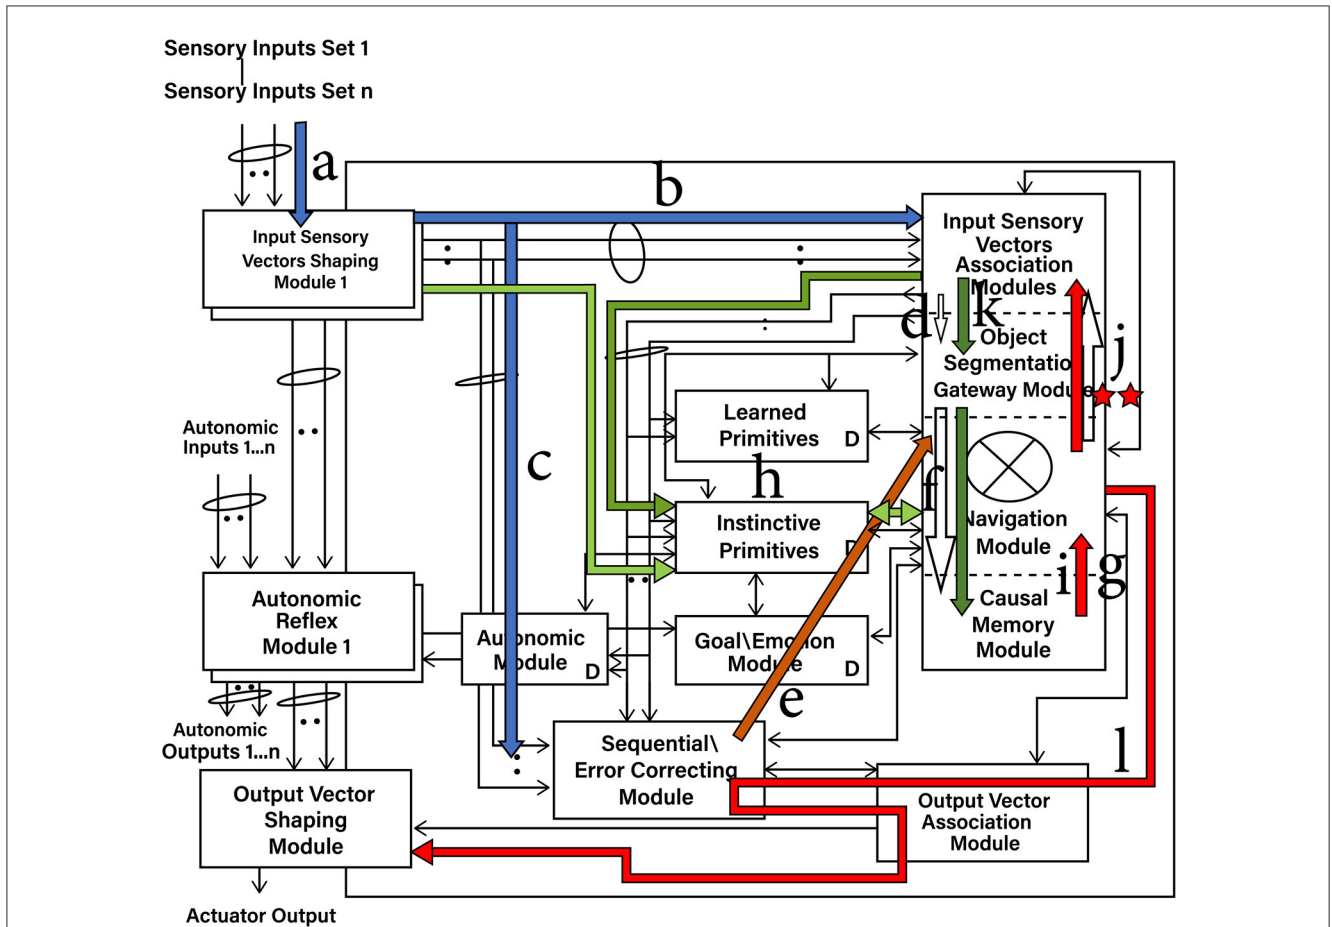 Sensory Inputs Set 1
Sensory Inputs Set n
a
b
Input Sensory
Vectors Shaping
Module 1
Input Sensory
Vectors
Association
Modules
d
k
Object
Segmentatio
Gateway Module
j
Autonomic
Inputs 1...n
c
Learned
Primitives D
h
f
Instinctive
Primitives D
Navigation
Module
i
g
Autonomic
Reflex
Module 1
Autonomic
Module
D
Goal\Emotion
Module D
Causal
Memory
Module
e
Autonomic
Outputs 1...n
Sequential\
Error Correcting
Module
l
Output Vector
Shaping
Module
Output Vector
Association
Module
Actuator Output